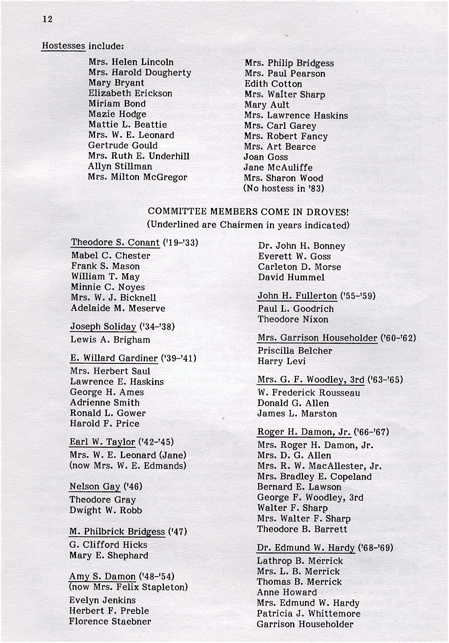 12
Hostesses include:
Mrs. Helen Lincoln
Mrs. Harold Dougherty
Mary Bryant
Elizabeth Erickson
Miriam Bond
Mazie Hodge
Mattie L. Beattie
Mrs. W. E. Leonard
Gertrude Gould
Mrs. Ruth E. Underhill
Allyn Stillman
Mrs. Milton McGregor
Mrs. Philip Bridgess
Mrs. Paul Pearson
Edith Cotton
Mrs. Walter Sharp
Mary Ault
Mrs. Lawrence Haskins
Mrs. Carl Garey
Mrs. Robert Fancy
Mrs. Art Bearce
Joan Goss
Jane McAuliffe
Mrs. Sharon Wood
(No hostess in '83)
COMMITTEE MEMBERS COME IN DROVES!
(Underlined are Chairmen in years indicated)
Theodore S. Conant ('19-'33)
Mabel C. Chester
Frank S. Mason
William T. May
Minnie C. Noyes
Mrs. W. J. Bicknell
Adelaide M. Meserve
Joseph Soliday ('34-'38)
Lewis A. Brigham
E. Willard Gardiner ('39-'41)
Mrs. Herbert Saul
Lawrence E. Haskins
George H. Ames
Adrienne Smith
Ronald L. Gower
Harold F. Price
Earl W. Taylor ('42-'45)
Mrs. W. E. Leonard (Jane)
(now Mrs. W. E. Edmands)
Nelson Gay ('46)
Theodore Gray
Dwight W. Robb
M. Philbrick Bridgess ('47)
G. Clifford Hicks
Mary E. Shephard
Amy S. Damon ('48-'54)
(now Mrs. Felix Stapleton)
Evelyn Jenkins
Herbert F. Preble
Florence Staebner
Dr. John H. Bonney
Everett W. Goss
Carleton D. Morse
David Hummel
John H. Fullerton ('55-'59)
Paul L. Goodrich
Theodore Nixon
Mrs. Garrison Householder ('60-'62)
Priscilla Belcher
Harry Levi
Mrs. G. F. Woodley, 3rd ('63-'65)
W. Frederick Rousseau
Donald G. Allen
James L. Marston
Roger H. Damon, Jr. ('66-'67)
Mrs. Roger H. Damon, Jr.
Mrs. D. G. Allen
Mrs. R. W. MacAllester, Jr.
Mrs. Bradley E. Copeland
Bernard E. Lawson
George F. Woodley, 3rd
Walter F. Sharp
Mrs. Walter F. Sharp
Theodore B. Barrett
Dr. Edmund W. Hardy ('68-'69)
Lathrop B. Merrick
Mrs. L. B. Merrick
Thomas B. Merrick
Anne Howard
Mrs. Edmund W. Hardy
Patricia J. Whittemore
Garrison Householder